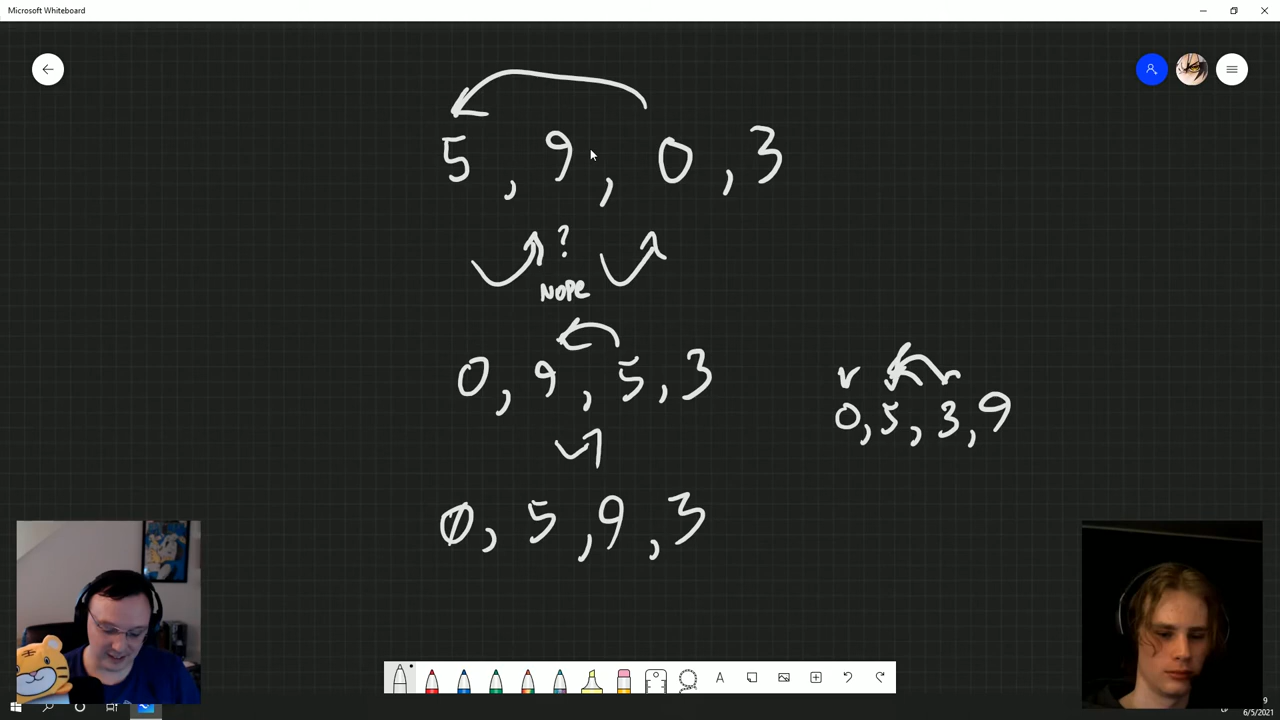 Microsoft Whiteboard
5, 9, 0, 3
?
NOPE
0, 9, 5, 3
0, 5, 3, 9
0, 5, 9, 3
A
6/5/2021